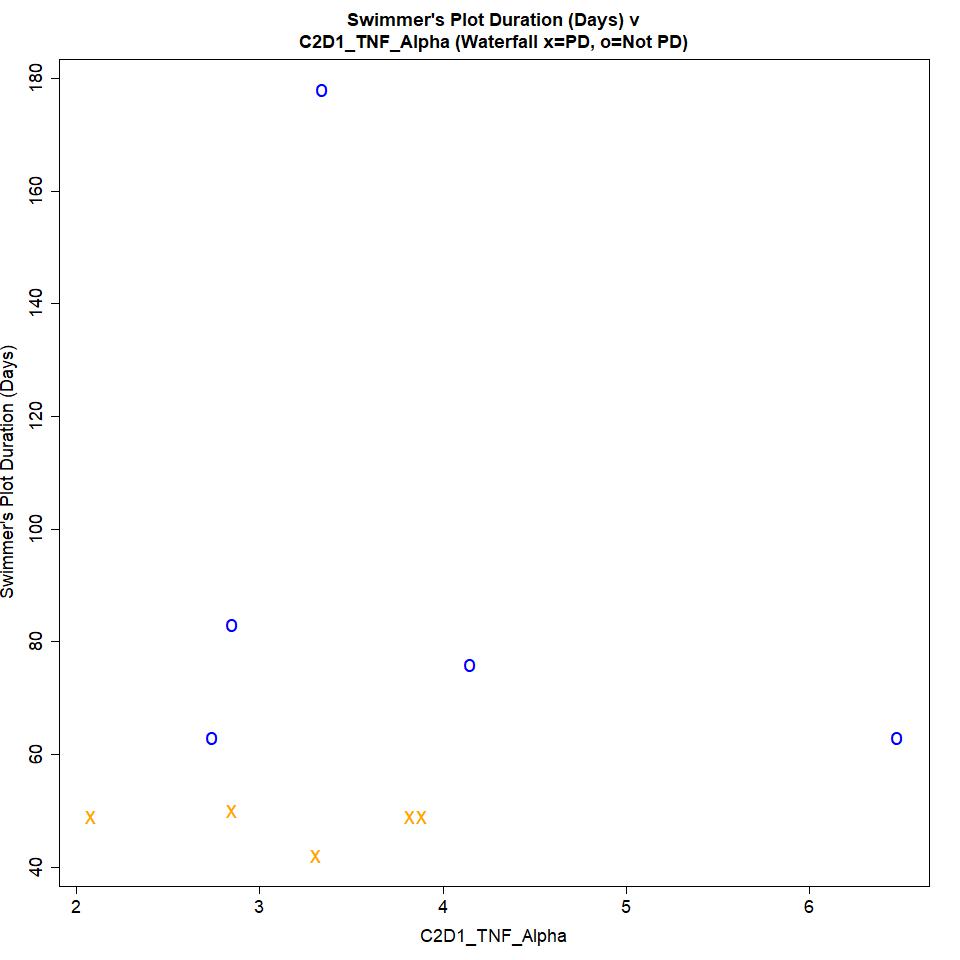 Swimmer's Plot Duration (Days) v
C2D1_TNF_Alpha (Waterfall x=PD, o=Not PD)
Swimmer's Plot Duration (Days)
180
160
140
120
100
80
60
40
O
O
O
O
O
X
X
XX
X
2
3
4
5
6
C2D1_TNF_Alpha